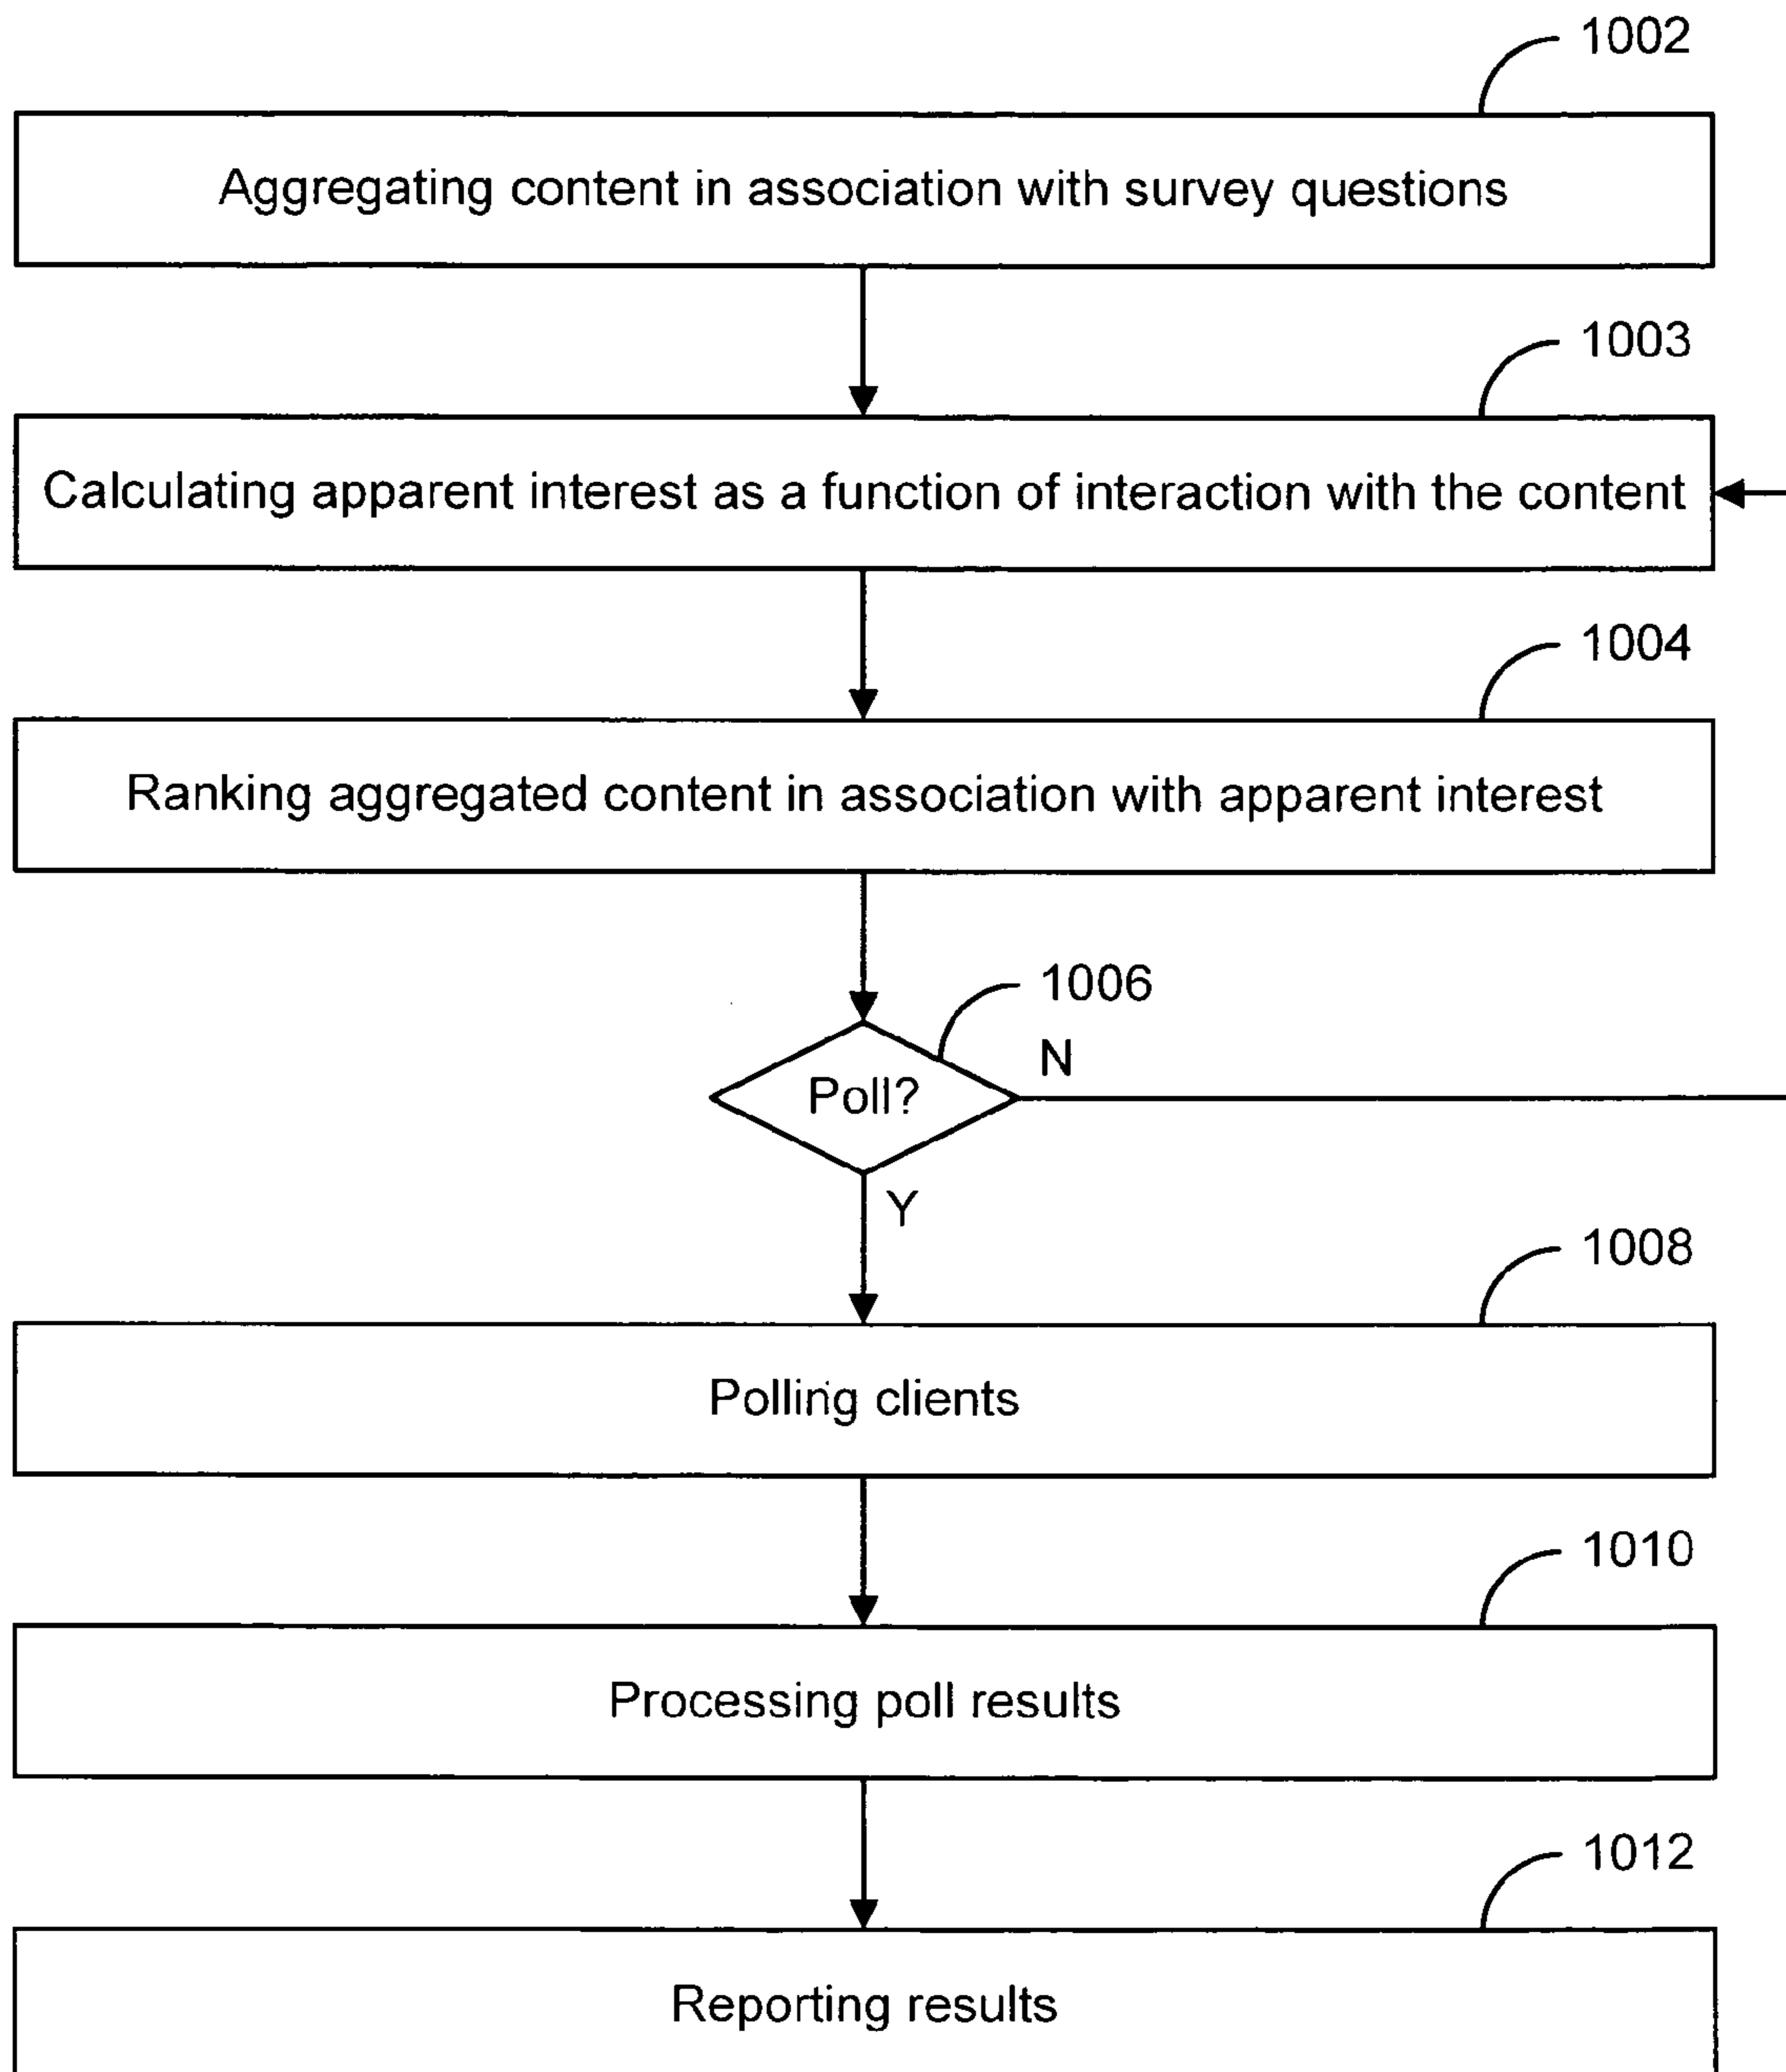 1002
Aggregating content in association with survey questions
1003
Calculating apparent interest as a function of interaction with the content
1004
Ranking aggregated content in association with apparent interest
1006
Poll?
N
Y
1008
Polling clients
1010
Processing poll results
1012
Reporting results